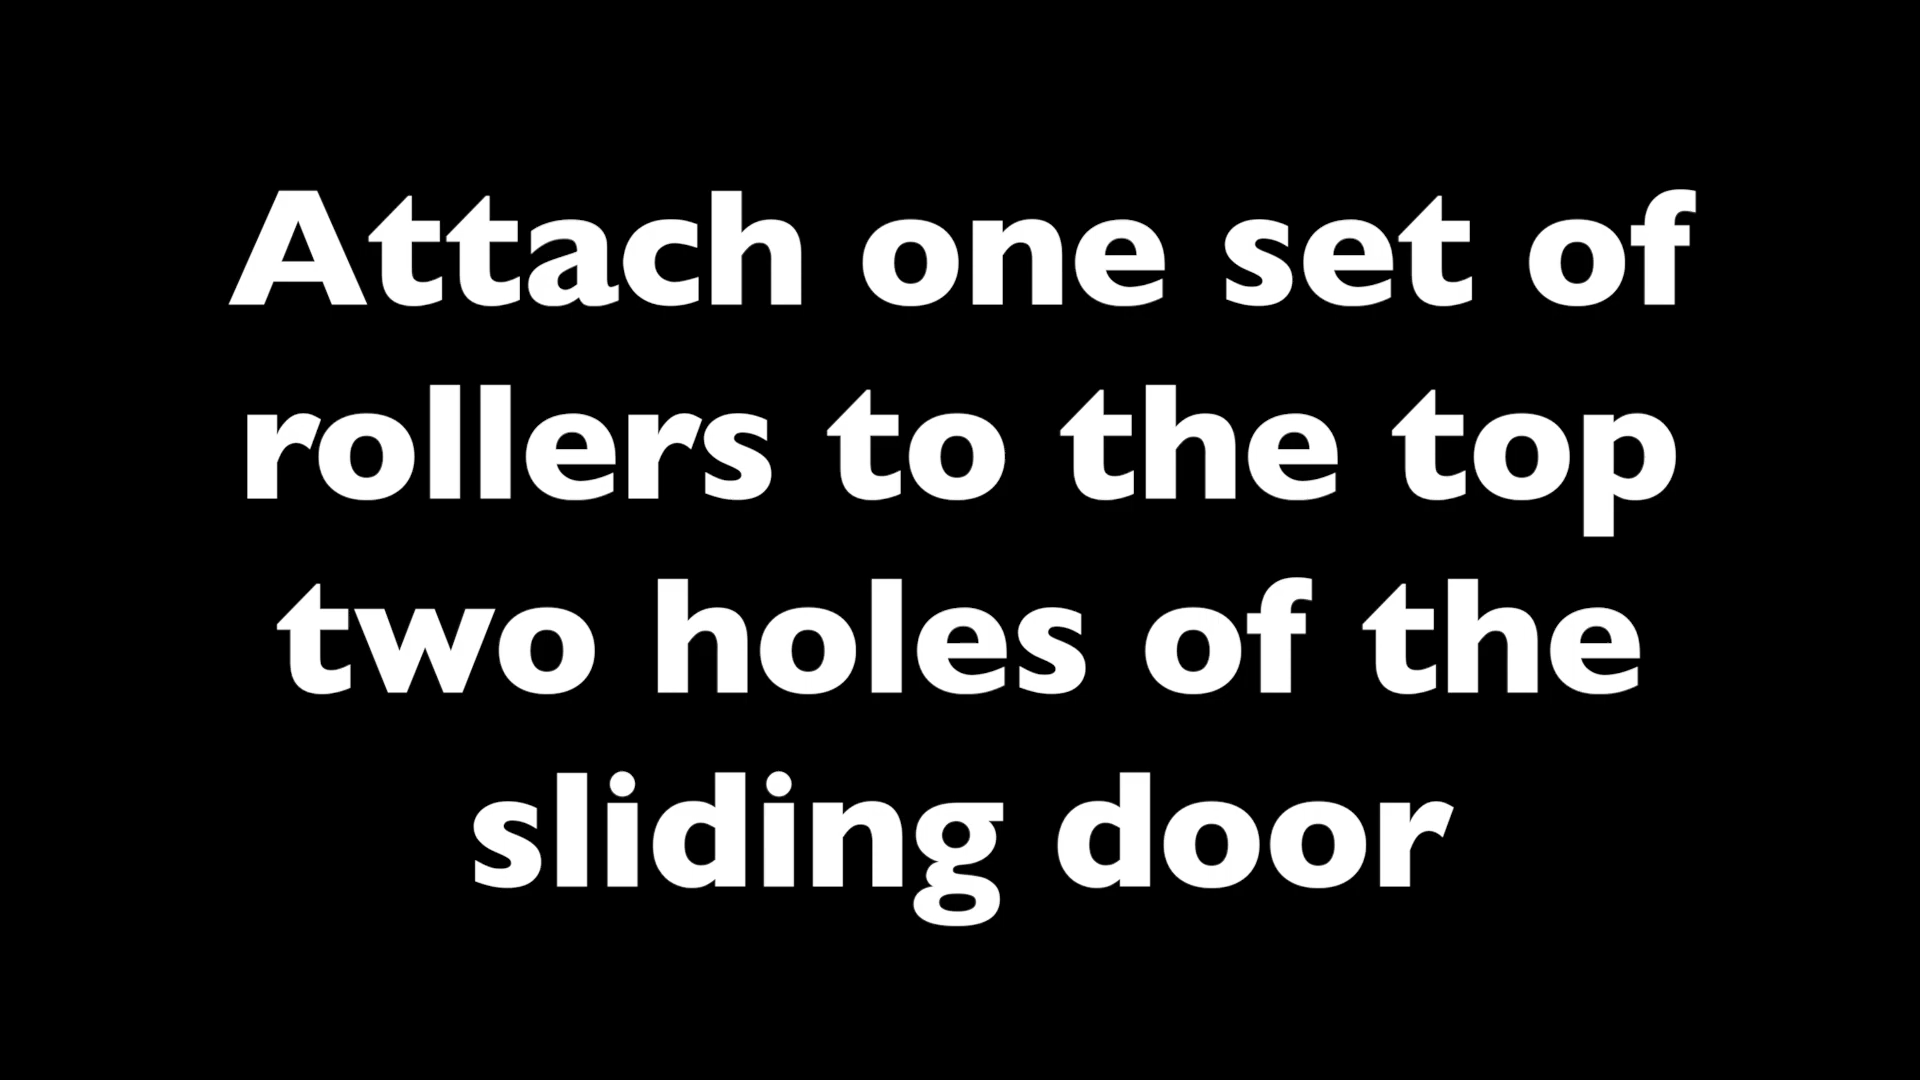 Attach one set of
rollers to the top
two holes of the
sliding door